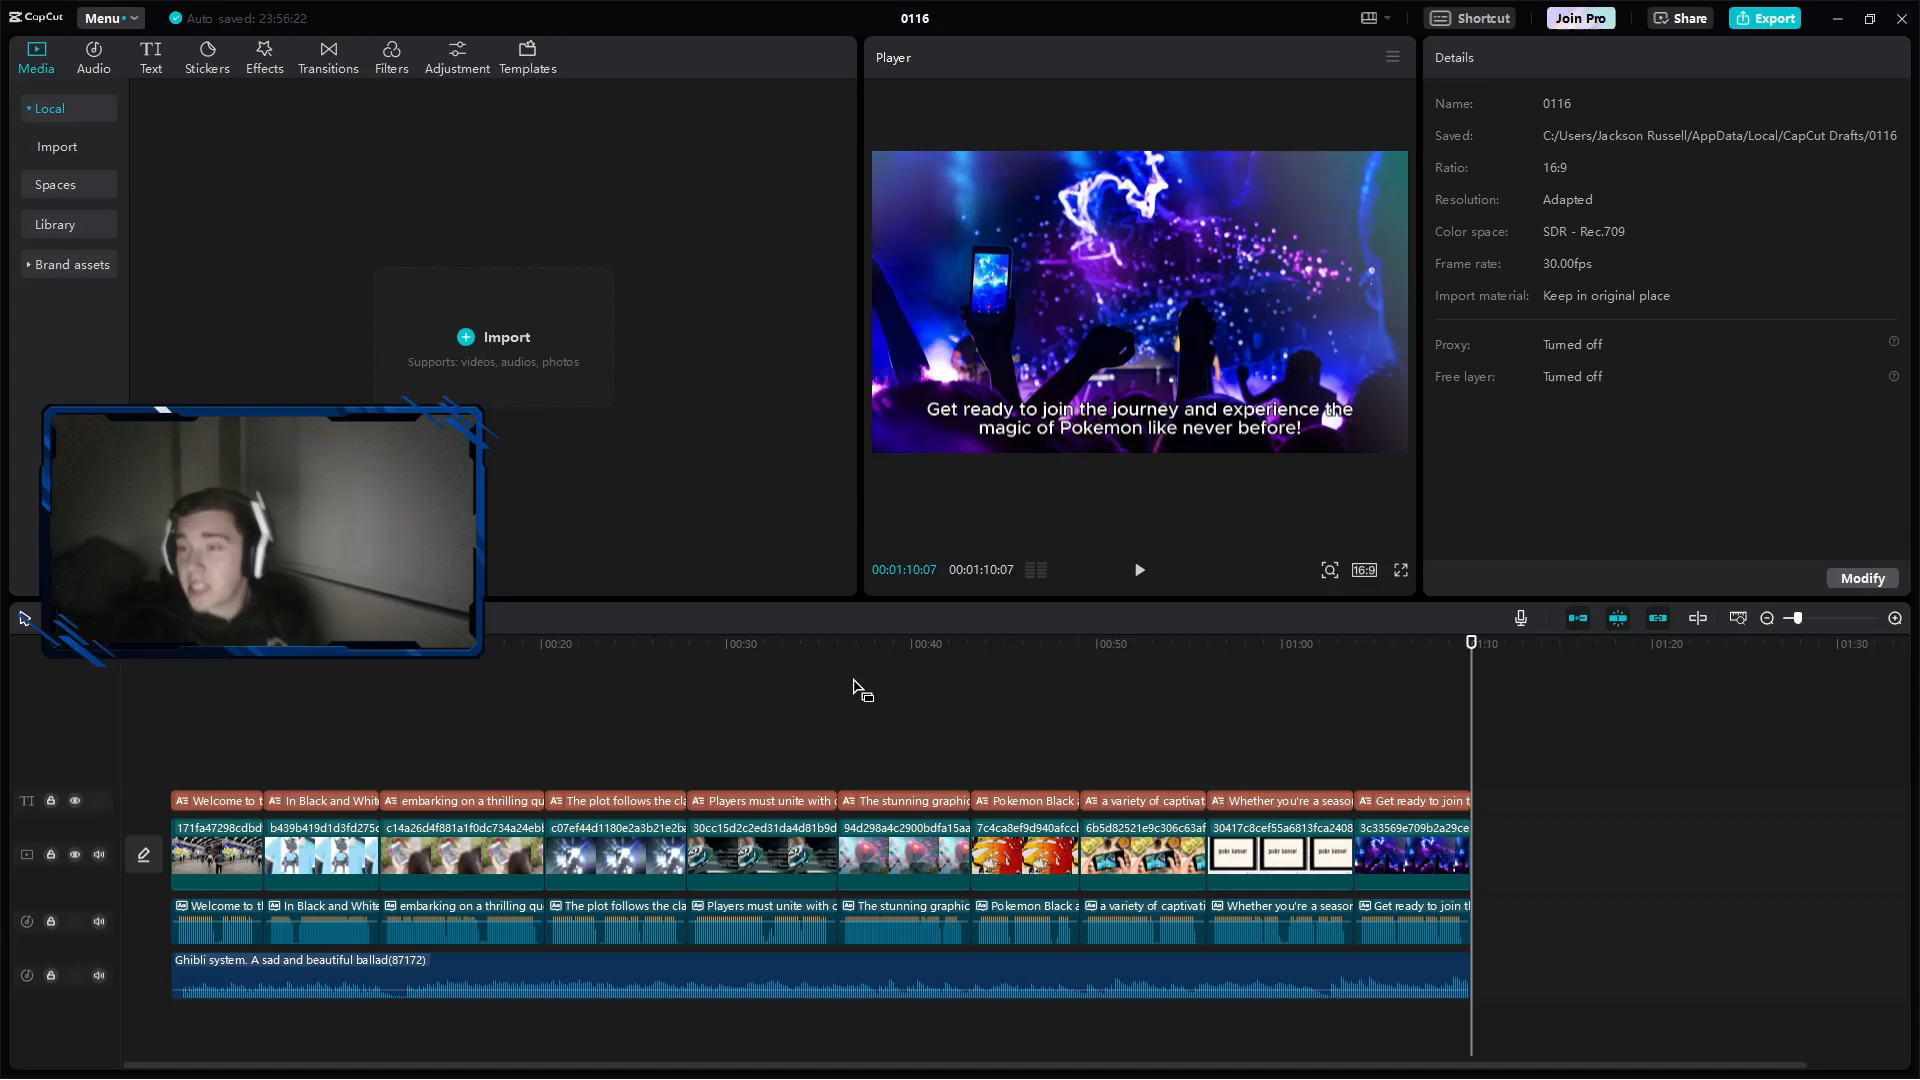 CapCut
Menu
Auto saved: 23:56:22
0116
Shortcut
Join Pro
Share
Export
Media
Audio
Text
Stickers
Effects
Transitions
Filters
Adjustment
Templates
Local
Import
Spaces
Library
Brand assets
Import
Supports: videos, audios, photos
Player
Get ready to join the journey and experience the
magic of Pokemon like never before!
00:01:10:07
00:01:10:07
16:9
Details
Name: 0116
Saved: C:/Users/Jackson Russell/AppData/Local/CapCut Drafts/0116
Ratio: 16:9
Resolution: Adapted
Color space: SDR - Rec.709
Frame rate: 30.00fps
Import material: Keep in original place
Proxy: Turned off
Free layer: Turned off
Modify
00:20
00:30
00:40
00:50
01:00
1:10
01:20
01:30
TI
Welcome to t
In Black and Whit
embarking on a thrilling qu
The plot follows the cla
Players must unite with c
The stunning graphic
Pokemon Black
a variety of captivat
Whether you're a seaso
Get ready to join t
171fa47298cdbd
b439b419d1d3fd275c
c14a26d4f881a1f0dc734a24eb
c07ef44d1180e2a3b21e2b
30cc15d2c2ed31da4d81b9d
94d298a4c2900bdfa15aa
7c4ca8ef9d940afcc
6b5d82521e9c306c63af
30417c8cef55a6813fca2408
3c33569e709b2a29ce
Welcome to t
In Black and White
embarking on a thrilling qu
The plot follows the cla
Players must unite with c
The stunning graphic
Pokemon Black a
a variety of captivati
Whether you're a season
Get ready to join t
Ghibli system. A sad and beautiful ballad(87172)